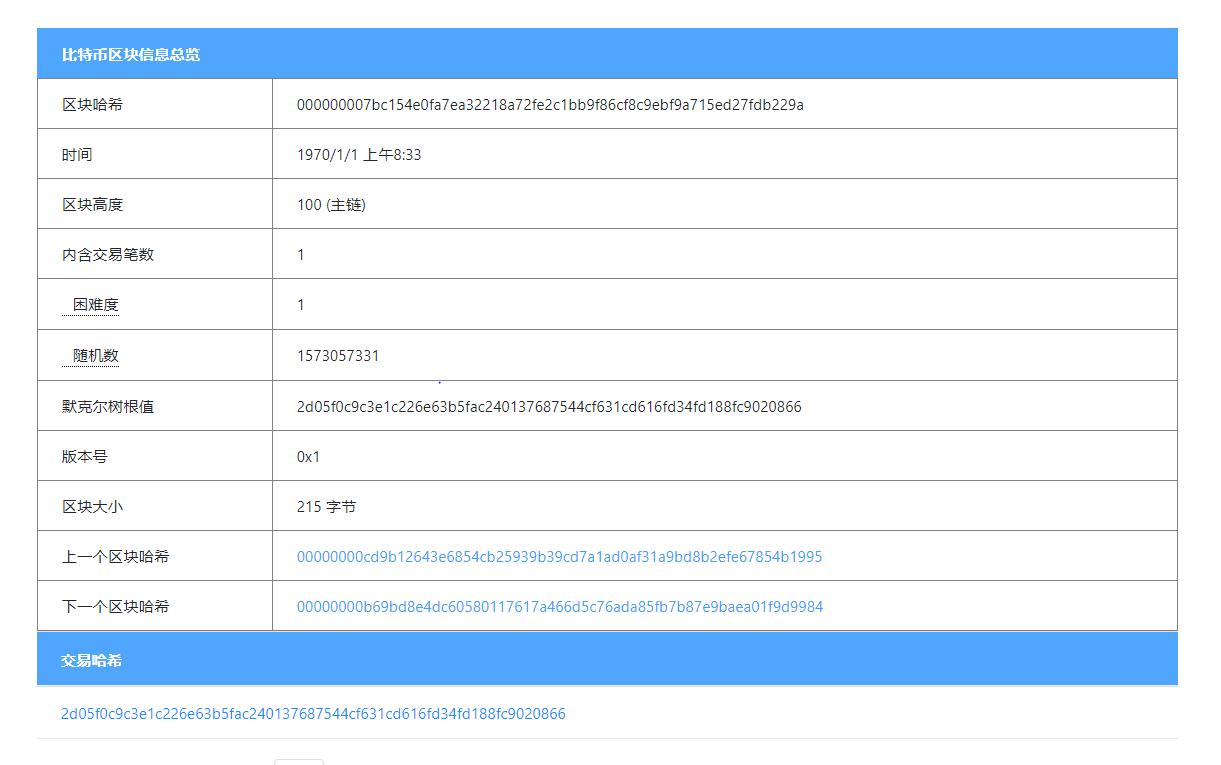 比特币区块信息总览
区块哈希 000000007bc154e0fa7ea32218a72fe2c1bb9f86cf8c9ebf9a715ed27fdb229a
时间 1970/1/1 上午8:33
区块高度 100 (主链)
内含交易笔数 1
困难度 1
随机数 1573057331
默克尔树根值 2d05f0c9c3e1c226e63b5fac240137687544cf631cd616fd34fd188fc9020866
版本号 0x1
区块大小 215 字节
上一个区块哈希 00000000cd9b12643e6854cb25939b39cd7a1ad0af31a9bd8b2efe67854b1995
下一个区块哈希 00000000b69bd8e4dc60580117617a466d5c76ada85fb7b87e9baea01f9d9984
交易哈希
2d05f0c9c3e1c226e63b5fac240137687544cf631cd616fd34fd188fc9020866